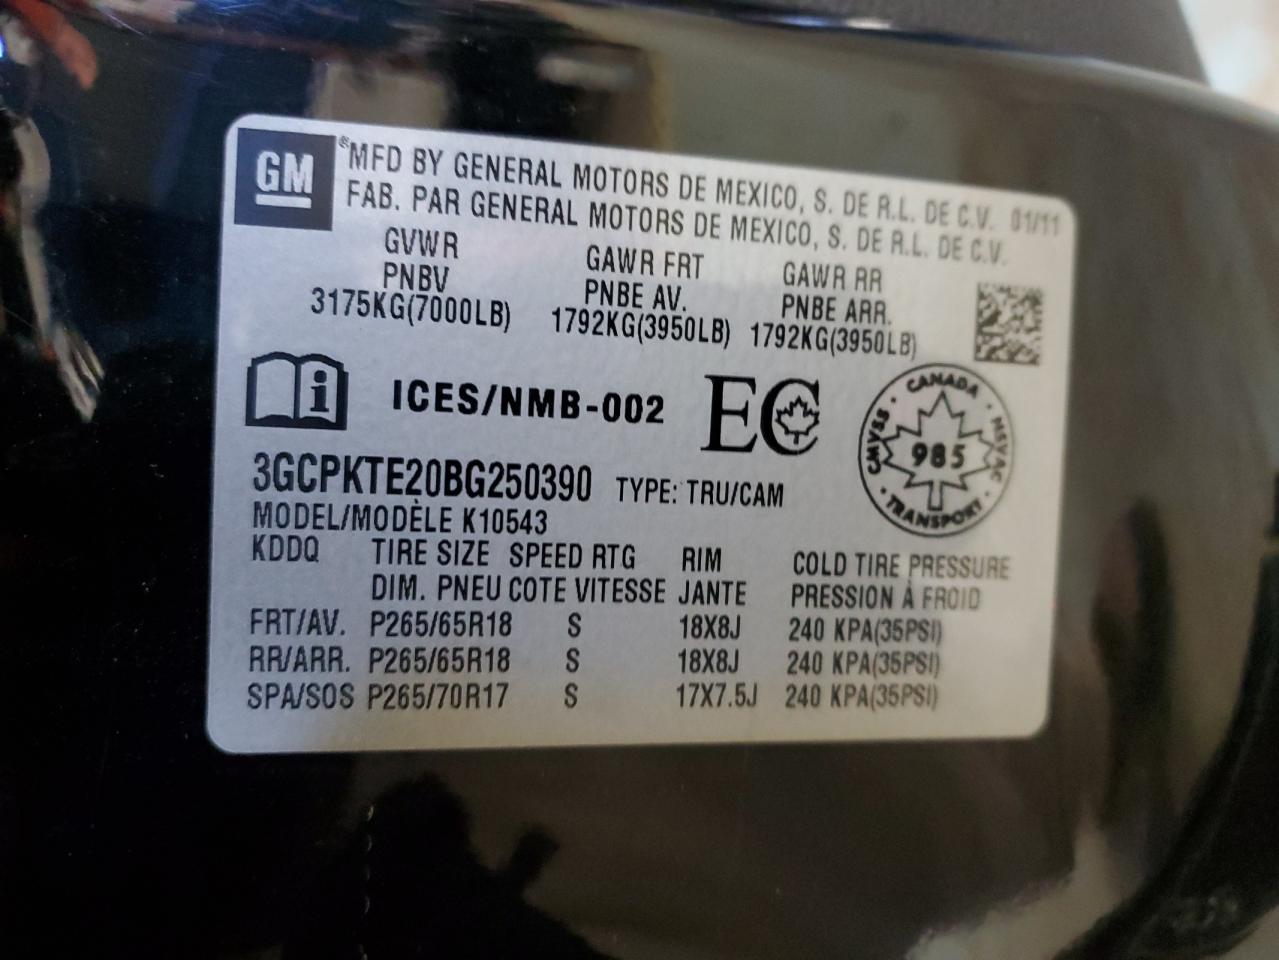 GM ®MFD BY GENERAL MOTORS DE MEXICO, S. DE R.L. DE C.V. 01/11
FAB. PAR GENERAL MOTORS DE MEXICO, S. DE R.L. DE C.V.
GVWR GAWR FRT GAWR RR
PNBV PNBE AV. PNBE ARR.
3175KG(7000LB) 1792KG(3950LB) 1792KG(3950LB)
i ICES/NMB-002 EC
CANADA
CMVSS 985 NSVAC
TRANSPORT
3GCPKTE20BG250390 TYPE: TRU/CAM
MODEL/MODÈLE K10543
KDDQ TIRE SIZE SPEED RTG RIM COLD TIRE PRESSURE
DIM. PNEU COTE VITESSE JANTE PRESSION À FROID
FRT/AV. P265/65R18 S 18X8J 240 KPA(35PSI)
RR/ARR. P265/65R18 S 18X8J 240 KPA(35PSI)
SPA/SOS P265/70R17 S 17X7.5J 240 KPA(35PSI)